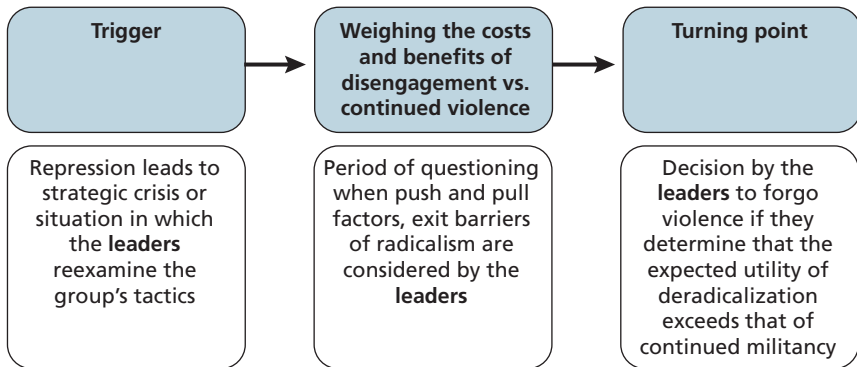 Trigger
Weighing the costs
and benefits of
disengagement vs.
continued violence
Turning point
Repression leads to
strategic crisis or
situation in which
the leaders
reexamine the
group’s tactics
Period of questioning
when push and pull
factors, exit barriers
of radicalism are
considered by the
leaders
Decision by the
leaders to forgo
violence if they
determine that the
expected utility of
deradicalization
exceeds that of
continued militancy